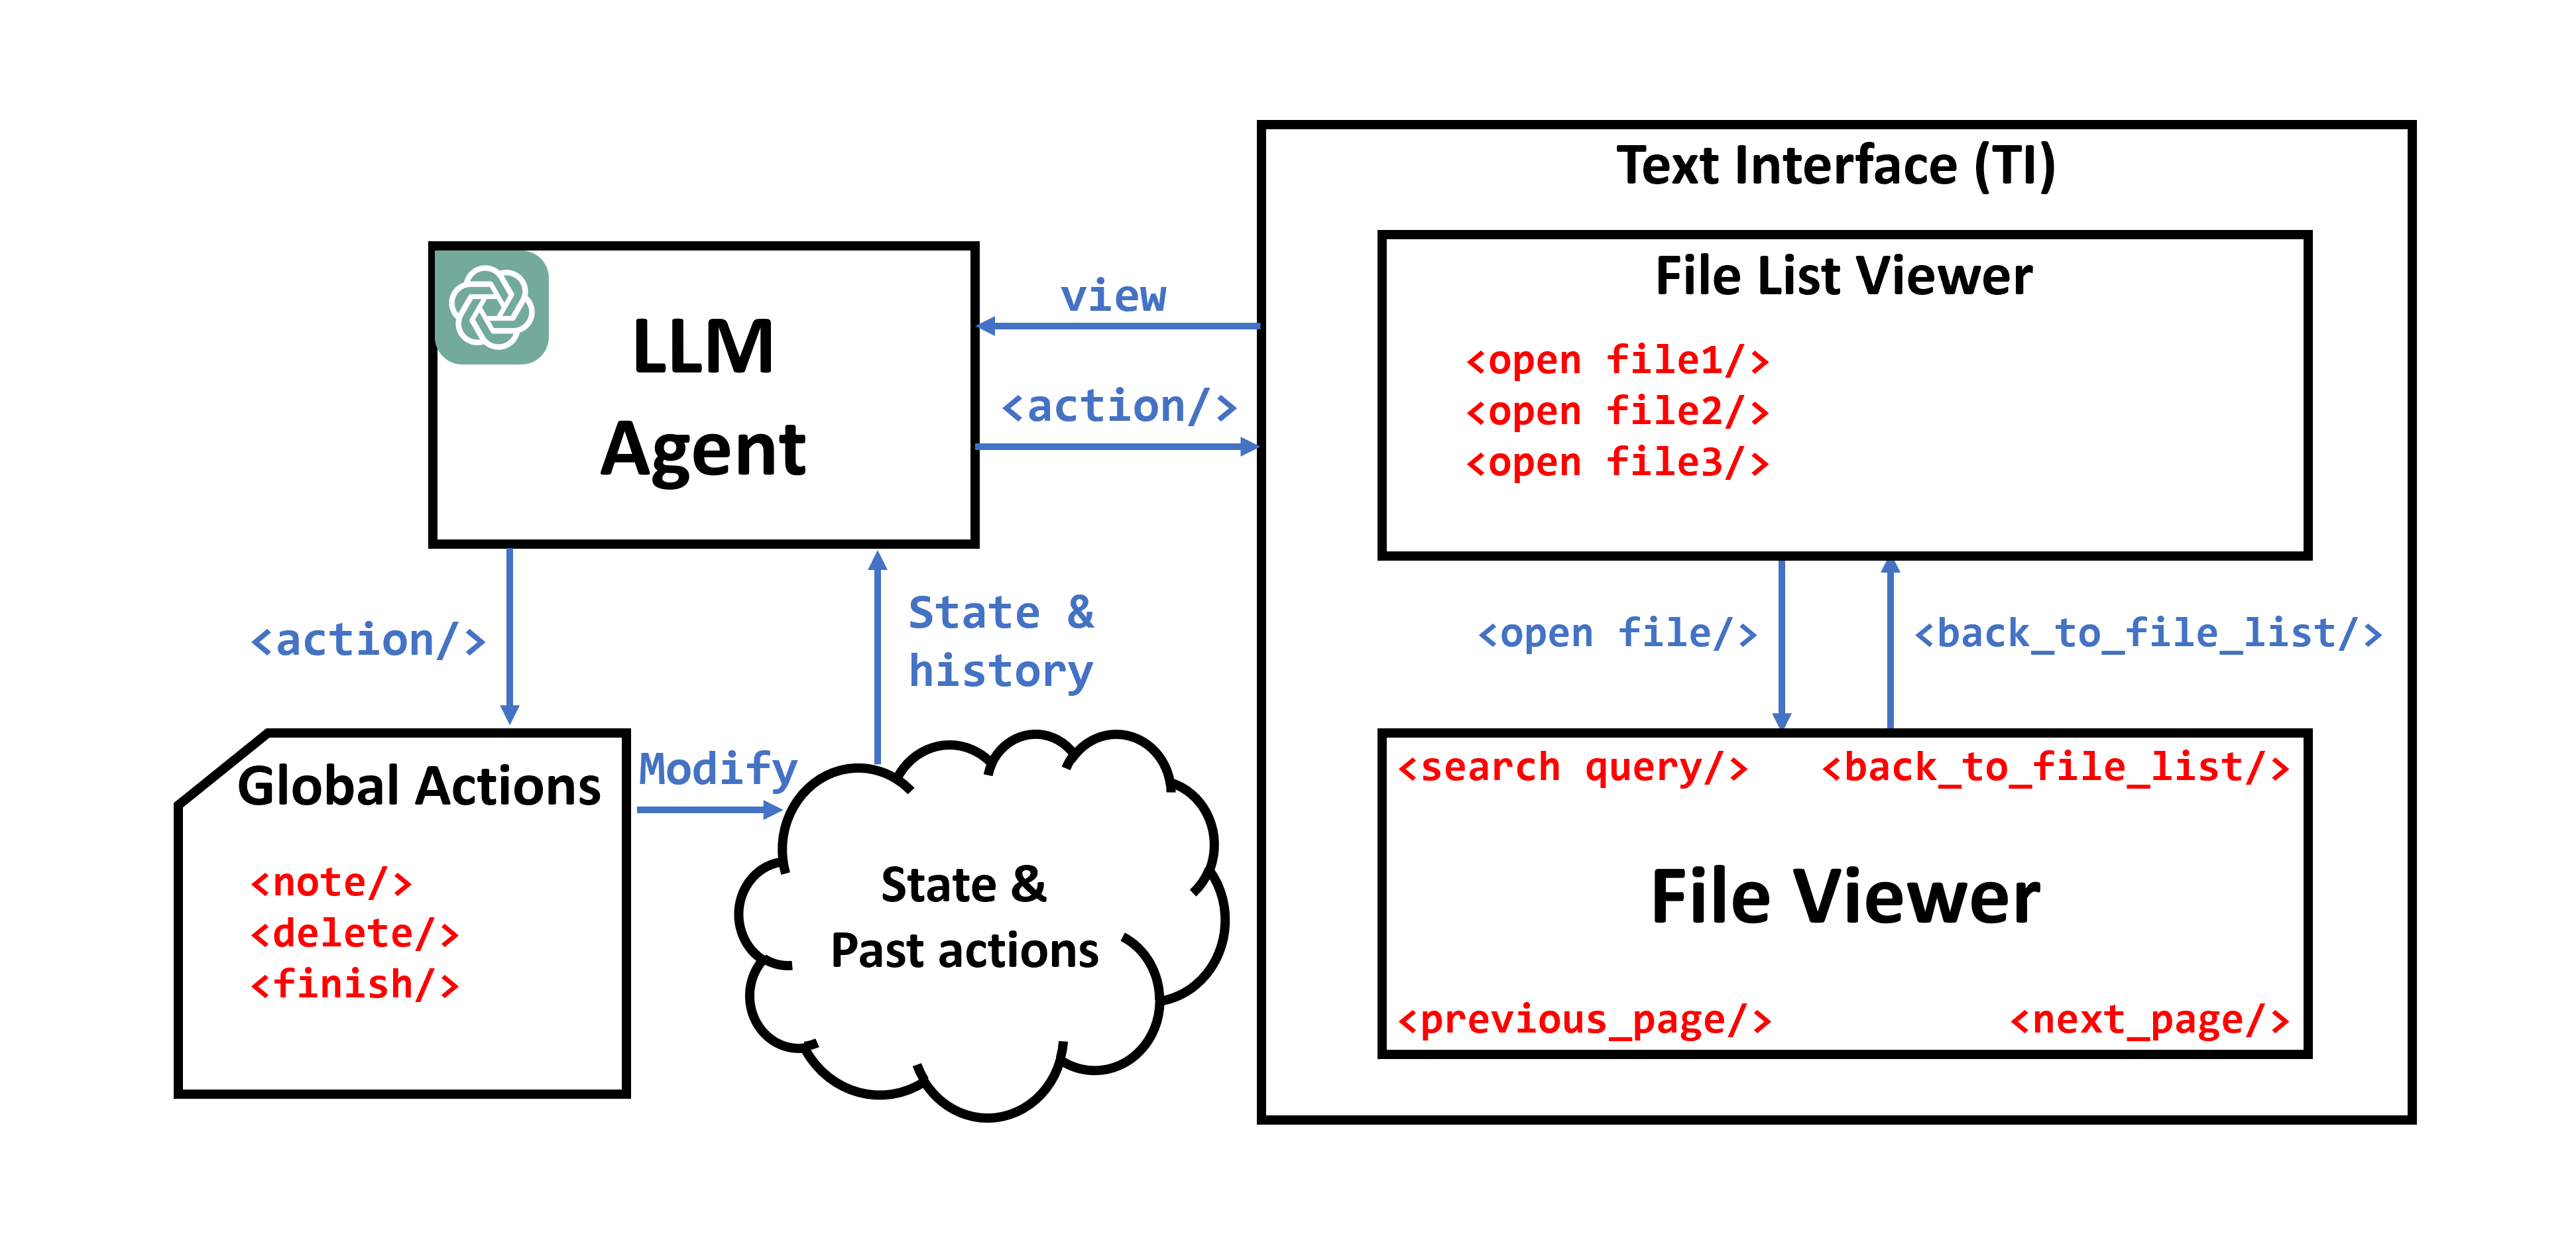 LLM
Agent
view
<action/>
<action/>
State &
history
Global Actions
<note/>
<delete/>
<finish/>
Modify
State &
Past actions
Text Interface (TI)
File List Viewer
<open file1/>
<open file2/>
<open file3/>
<open file/>
<back_to_file_list/>
<search query/> <back_to_file_list/>
File Viewer
<previous_page/> <next_page/>